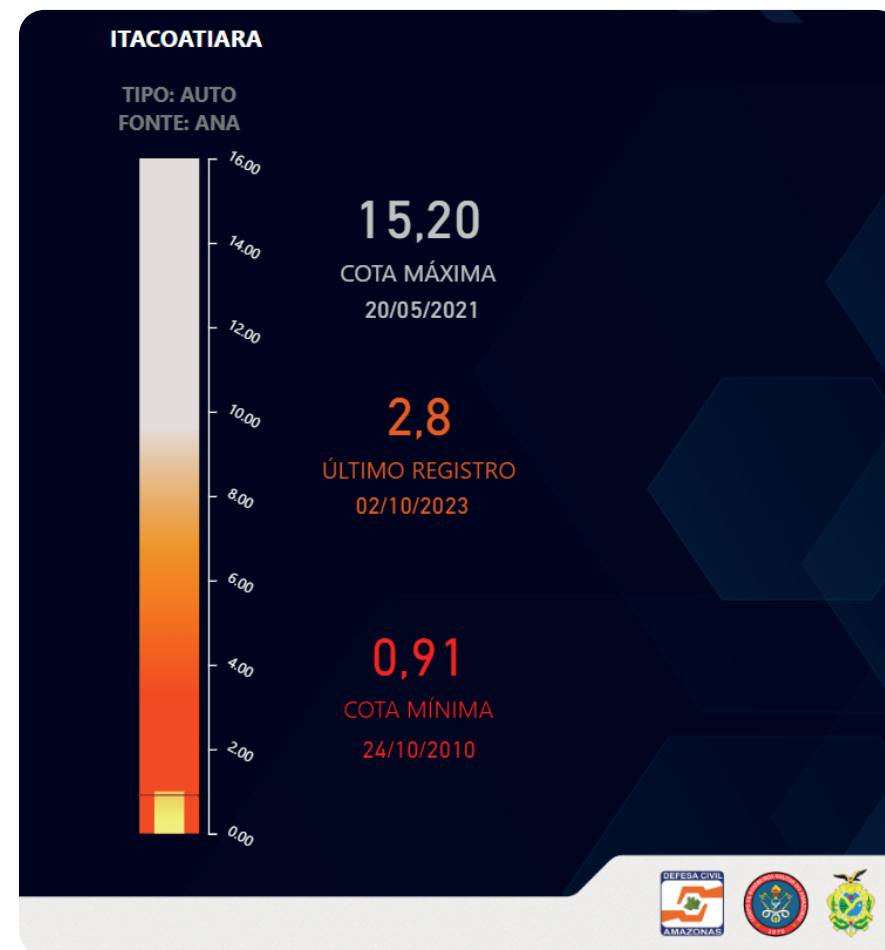 ITACOATIARA
TIPO: AUTO
FONTE: ANA
16.00
14.00
12.00
10.00
8.00
6.00
4.00
2.00
0.00
15,20
COTA MÁXIMA
20/05/2021
2,8
ÚLTIMO REGISTRO
02/10/2023
0,91
COTA MÍNIMA
24/10/2010
DEFESA CIVIL
AMAZONAS